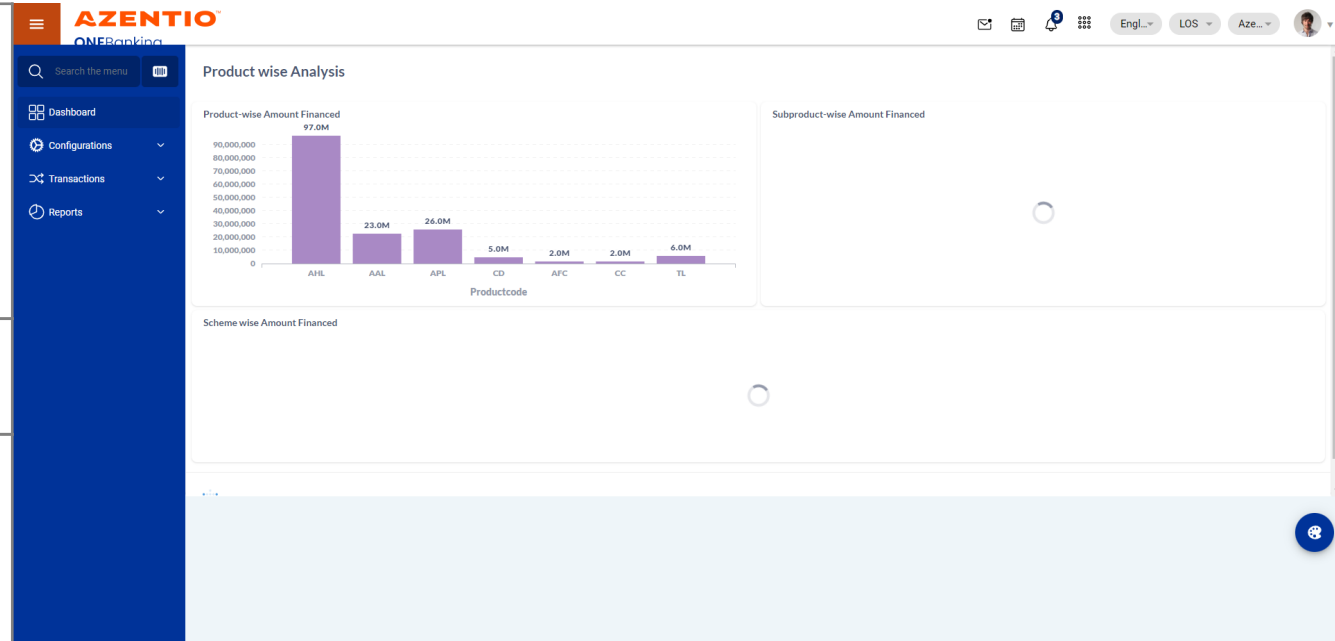 AZENTIO™
ONEBanking
3
Engl...
LOS
Aze...
Search the menu
Dashboard
Configurations
Transactions
Reports
Product wise Analysis
Product-wise Amount Financed
97.0M
90,000,000
80,000,000
70,000,000
60,000,000
50,000,000
40,000,000
30,000,000
20,000,000
10,000,000
0
23.0M
26.0M
5.0M
2.0M
2.0M
6.0M
AHL AAL APL CD AFC CC TL
Productcode
Subproduct-wise Amount Financed
Scheme wise Amount Financed